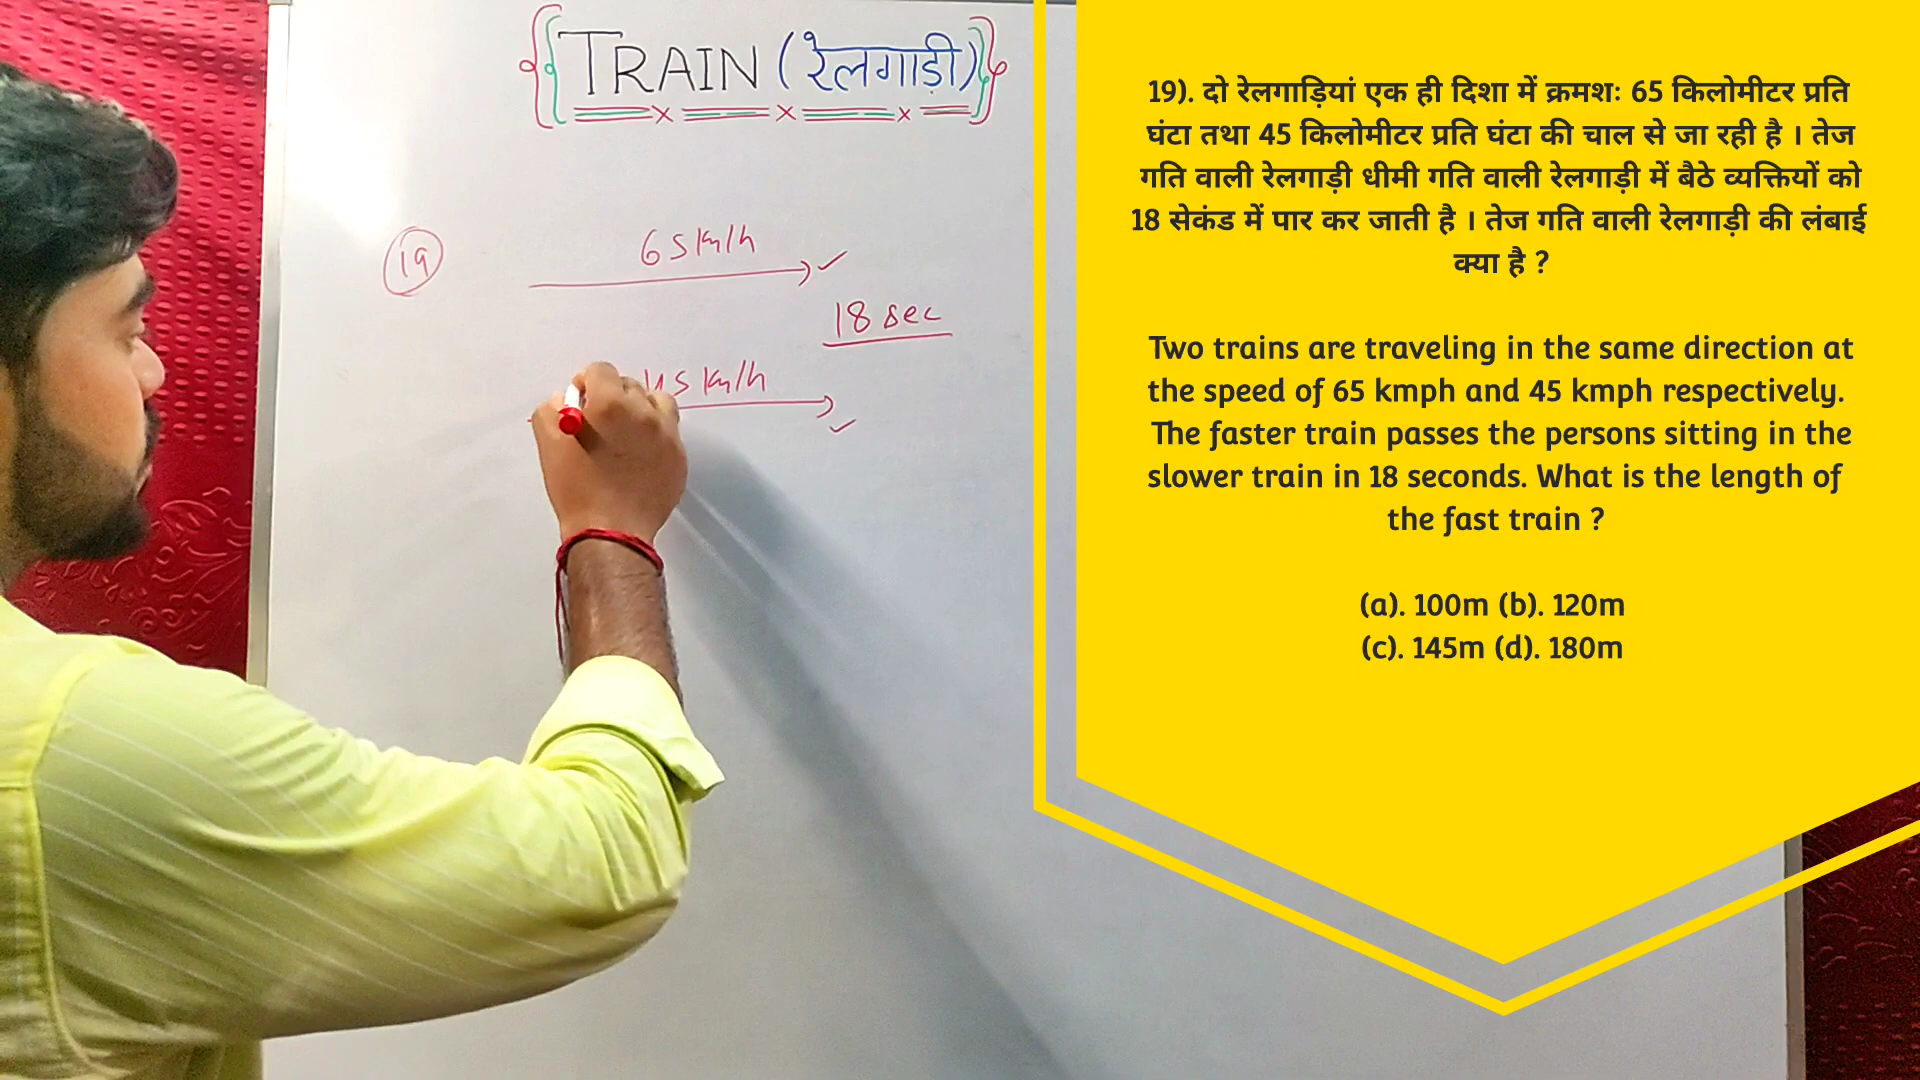 TRAIN (रेलगाड़ी)
19
65 km/h
18 sec
45 km/h
19). दो रेलगाड़ियां एक ही दिशा में क्रमशः 65 किलोमीटर प्रति
घंटा तथा 45 किलोमीटर प्रति घंटा की चाल से जा रही है । तेज
गति वाली रेलगाड़ी धीमी गति वाली रेलगाड़ी में बैठे व्यक्तियों को
18 सेकंड में पार कर जाती है । तेज गति वाली रेलगाड़ी की लंबाई
क्या है ?
Two trains are traveling in the same direction at
the speed of 65 kmph and 45 kmph respectively.
The faster train passes the persons sitting in the
slower train in 18 seconds. What is the length of
the fast train ?
(a). 100m (b). 120m
(c). 145m (d). 180m